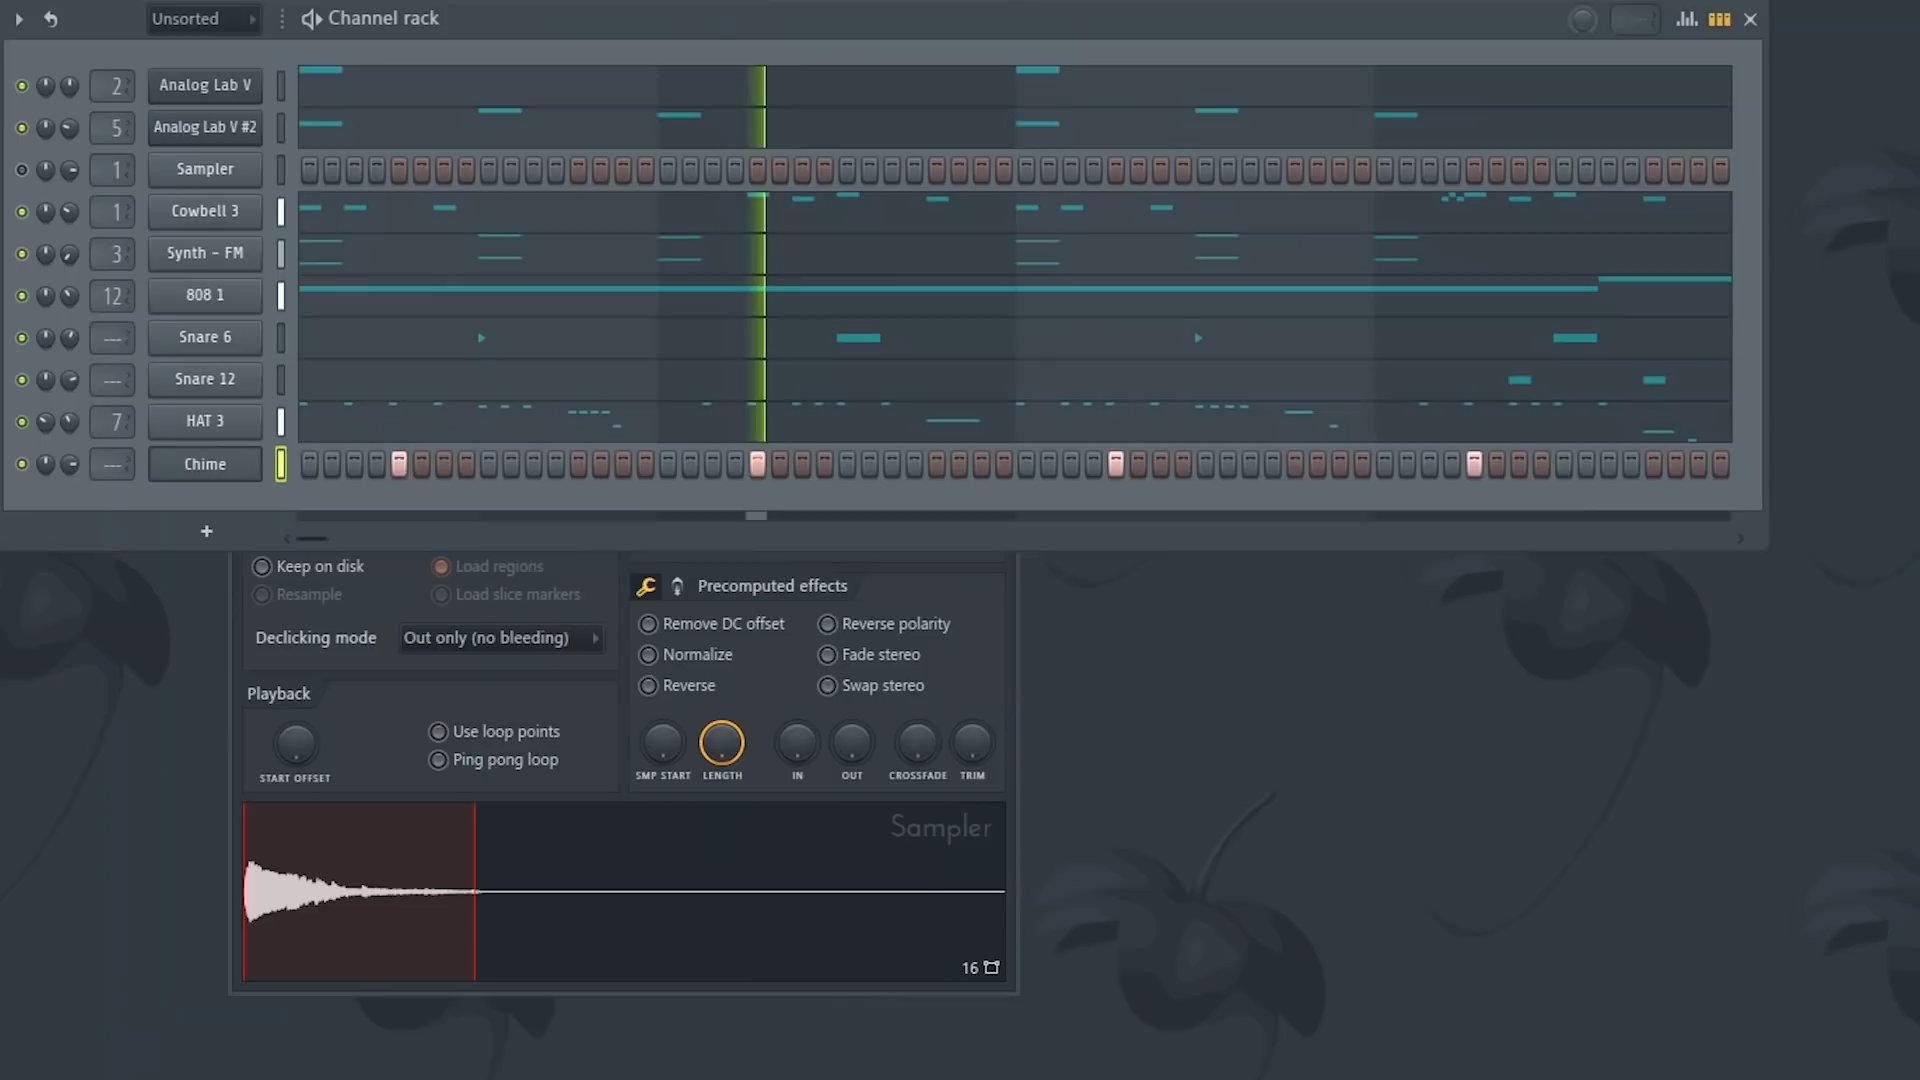 Unsorted
Channel rack
2 Analog Lab V
5 Analog Lab V #2
1 Sampler
1 Cowbell 3
3 Synth - FM
12 808 1
--- Snare 6
--- Snare 12
7 HAT 3
--- Chime
+
Keep on disk
Load regions
Resample
Load slice markers
Declicking mode
Out only (no bleeding)
Playback
START OFFSET
Use loop points
Ping pong loop
Precomputed effects
Remove DC offset
Reverse polarity
Normalize
Fade stereo
Reverse
Swap stereo
SMP START
LENGTH
IN
OUT
CROSSFADE
TRIM
Sampler
16